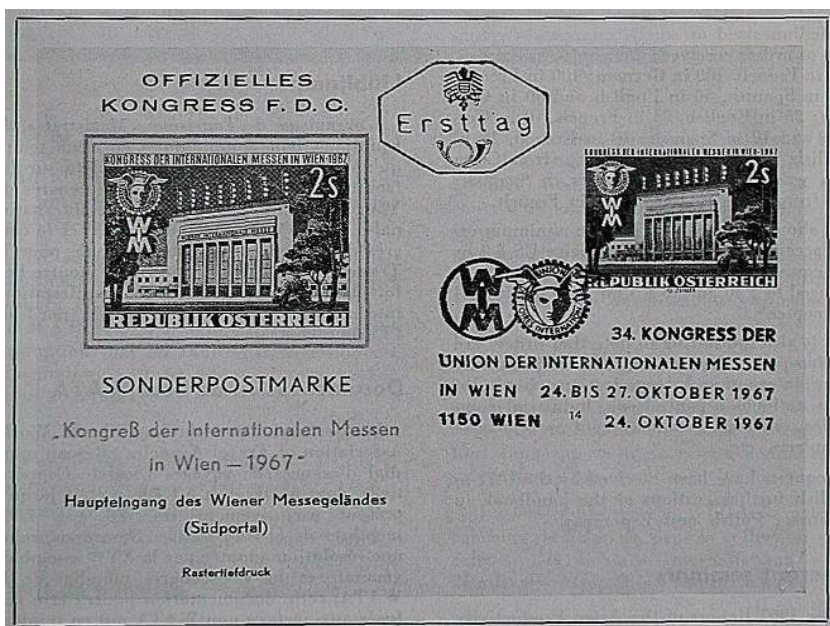 OFFIZIELLES
KONGRESS F. D. C.
KONGRESS DER INTERNATIONALEN MESSEN IN WIEN·1967
2s
WM
REPUBLIK ÖSTERREICH
SONDERPOSTMARKE
„Kongreß der Internationalen Messen
in Wien – 1967"
Haupteingang des Wiener Messegeländes
(Südportal)
Rastertiefdruck
Ersttag
KONGRESS DER INTERNATIONALEN MESSEN IN WIEN·1967
2s
WM
REPUBLIK ÖSTERREICH
WIM
UNION
34. KONGRESS DER
UNION DER INTERNATIONALEN MESSEN
IN WIEN 24. BIS 27. OKTOBER 1967
1150 WIEN 14 24. OKTOBER 1967